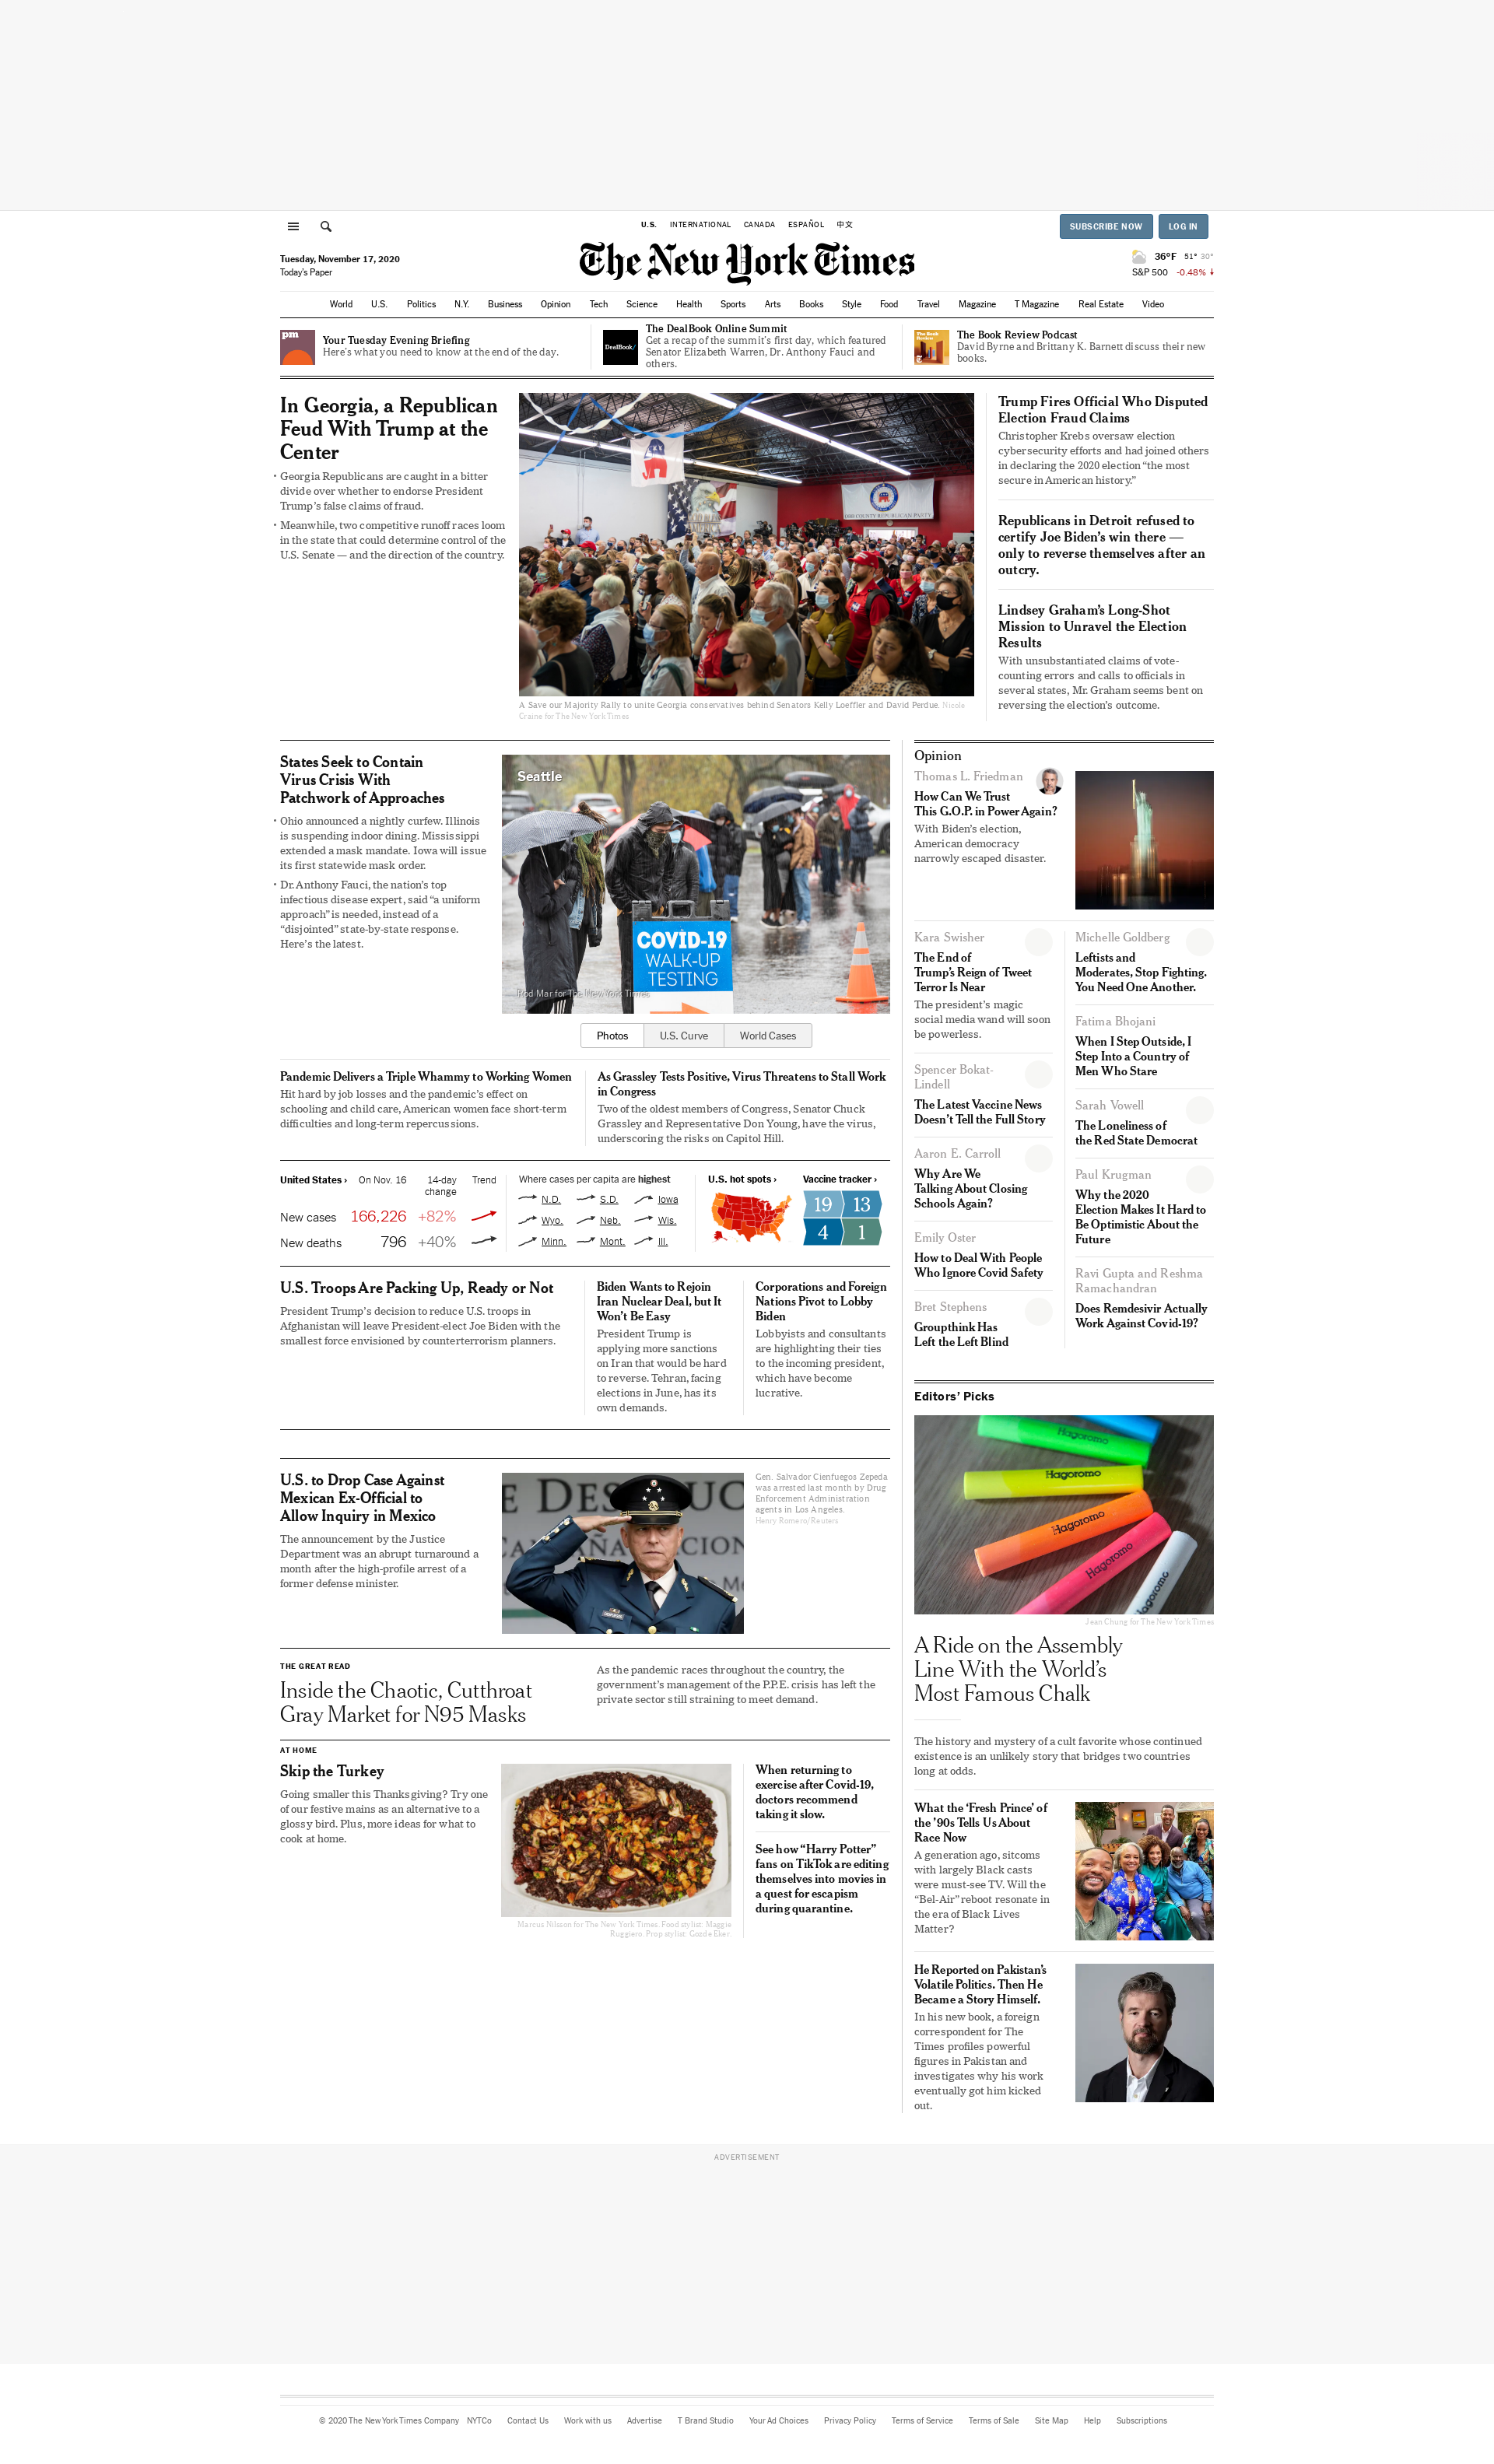 U.S.
INTERNATIONAL
CANADA
ESPAÑOL
中文
SUBSCRIBE NOW
LOG IN
Tuesday, November 17, 2020
Today's Paper
The New York Times
36°F 51° 30°
S&P 500 -0.48%
World
U.S.
Politics
N.Y.
Business
Opinion
Tech
Science
Health
Sports
Arts
Books
Style
Food
Travel
Magazine
T Magazine
Real Estate
Video
pm
Your Tuesday Evening Briefing
Here's what you need to know at the end of the day.
DealBook/
The DealBook Online Summit
Get a recap of the summit's first day, which featured
Senator Elizabeth Warren, Dr. Anthony Fauci and
others.
The Book Review
The Book Review Podcast
David Byrne and Brittany K. Barnett discuss their new
books.
In Georgia, a Republican
Feud With Trump at the
Center
• Georgia Republicans are caught in a bitter
divide over whether to endorse President
Trump's false claims of fraud.
• Meanwhile, two competitive runoff races loom
in the state that could determine control of the
U.S. Senate — and the direction of the country.
COUNTY REPUBLICAN PARTY
A Save our Majority Rally to unite Georgia conservatives behind Senators Kelly Loeffler and David Perdue. Nicole
Craine for The New York Times
Trump Fires Official Who Disputed
Election Fraud Claims
Christopher Krebs oversaw election
cybersecurity efforts and had joined others
in declaring the 2020 election “the most
secure in American history.”
Republicans in Detroit refused to
certify Joe Biden’s win there —
only to reverse themselves after an
outcry.
Lindsey Graham’s Long-Shot
Mission to Unravel the Election
Results
With unsubstantiated claims of vote-
counting errors and calls to officials in
several states, Mr. Graham seems bent on
reversing the election’s outcome.
States Seek to Contain
Virus Crisis With
Patchwork of Approaches
• Ohio announced a nightly curfew. Illinois
is suspending indoor dining. Mississippi
extended a mask mandate. Iowa will issue
its first statewide mask order.
• Dr. Anthony Fauci, the nation’s top
infectious disease expert, said “a uniform
approach” is needed, instead of a
“disjointed” state-by-state response.
Here’s the latest.
Seattle
COVID-19
WALK-UP
TESTING
Rod Mar for The New York Times
Photos
U.S. Curve
World Cases
Pandemic Delivers a Triple Whammy to Working Women
Hit hard by job losses and the pandemic’s effect on
schooling and child care, American women face short-term
difficulties and long-term repercussions.
As Grassley Tests Positive, Virus Threatens to Stall Work
in Congress
Two of the oldest members of Congress, Senator Chuck
Grassley and Representative Don Young, have the virus,
underscoring the risks on Capitol Hill.
United States ›
On Nov. 16
14-day
change
Trend
New cases 166,226 +82%
New deaths 796 +40%
Where cases per capita are highest
N.D. S.D. Iowa
Wyo. Neb. Wis.
Minn. Mont. Ill.
U.S. hot spots ›
Vaccine tracker ›
19 13
4 1
U.S. Troops Are Packing Up, Ready or Not
President Trump’s decision to reduce U.S. troops in
Afghanistan will leave President-elect Joe Biden with the
smallest force envisioned by counterterrorism planners.
Biden Wants to Rejoin
Iran Nuclear Deal, but It
Won’t Be Easy
President Trump is
applying more sanctions
on Iran that would be hard
to reverse. Tehran, facing
elections in June, has its
own demands.
Corporations and Foreign
Nations Pivot to Lobby
Biden
Lobbyists and consultants
are highlighting their ties
to the incoming president,
which have become
lucrative.
U.S. to Drop Case Against
Mexican Ex-Official to
Allow Inquiry in Mexico
The announcement by the Justice
Department was an abrupt turnaround a
month after the high-profile arrest of a
former defense minister.
Gen. Salvador Cienfuegos Zepeda
was arrested last month by Drug
Enforcement Administration
agents in Los Angeles.
Henry Romero/Reuters
THE GREAT READ
Inside the Chaotic, Cutthroat
Gray Market for N95 Masks
As the pandemic races throughout the country, the
government’s management of the P.P.E. crisis has left the
private sector still straining to meet demand.
AT HOME
Skip the Turkey
Going smaller this Thanksgiving? Try one
of our festive mains as an alternative to a
glossy bird. Plus, more ideas for what to
cook at home.
Marcus Nilsson for The New York Times. Food stylist: Maggie
Ruggiero. Prop stylist: Gozde Eker.
When returning to
exercise after Covid-19,
doctors recommend
taking it slow.
See how “Harry Potter”
fans on TikTok are editing
themselves into movies in
a quest for escapism
during quarantine.
Opinion
Thomas L. Friedman
How Can We Trust
This G.O.P. in Power Again?
With Biden’s election,
American democracy
narrowly escaped disaster.
Kara Swisher
The End of
Trump’s Reign of Tweet
Terror Is Near
The president’s magic
social media wand will soon
be powerless.
Spencer Bokat-
Lindell
The Latest Vaccine News
Doesn’t Tell the Full Story
Aaron E. Carroll
Why Are We
Talking About Closing
Schools Again?
Emily Oster
How to Deal With People
Who Ignore Covid Safety
Bret Stephens
Groupthink Has
Left the Left Blind
Michelle Goldberg
Leftists and
Moderates, Stop Fighting.
You Need One Another.
Fatima Bhojani
When I Step Outside, I
Step Into a Country of
Men Who Stare
Sarah Vowell
The Loneliness of
the Red State Democrat
Paul Krugman
Why the 2020
Election Makes It Hard to
Be Optimistic About the
Future
Ravi Gupta and Reshma
Ramachandran
Does Remdesivir Actually
Work Against Covid-19?
Editors’ Picks
Hagoromo
Hagoromo
Hagoromo
Hagoromo
Hagoromo
Jean Chung for The New York Times
A Ride on the Assembly
Line With the World’s
Most Famous Chalk
The history and mystery of a cult favorite whose continued
existence is an unlikely story that bridges two countries
long at odds.
What the ‘Fresh Prince’ of
the ’90s Tells Us About
Race Now
A generation ago, sitcoms
with largely Black casts
were must-see TV. Will the
“Bel-Air” reboot resonate in
the era of Black Lives
Matter?
He Reported on Pakistan’s
Volatile Politics. Then He
Became a Story Himself.
In his new book, a foreign
correspondent for The
Times profiles powerful
figures in Pakistan and
investigates why his work
eventually got him kicked
out.
ADVERTISEMENT
© 2020 The New York Times Company
NYTCo
Contact Us
Work with us
Advertise
T Brand Studio
Your Ad Choices
Privacy Policy
Terms of Service
Terms of Sale
Site Map
Help
Subscriptions